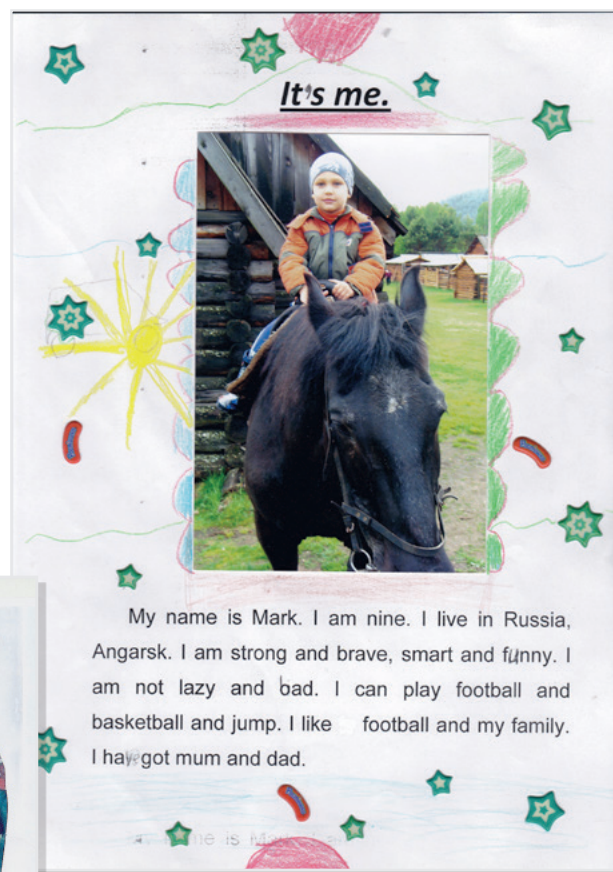 It's me.
My name is Mark. I am nine. I live in Russia,
Angarsk. I am strong and brave, smart and funny. I
am not lazy and bad. I can play football and
basketball and jump. I like football and my family.
I have got mum and dad.